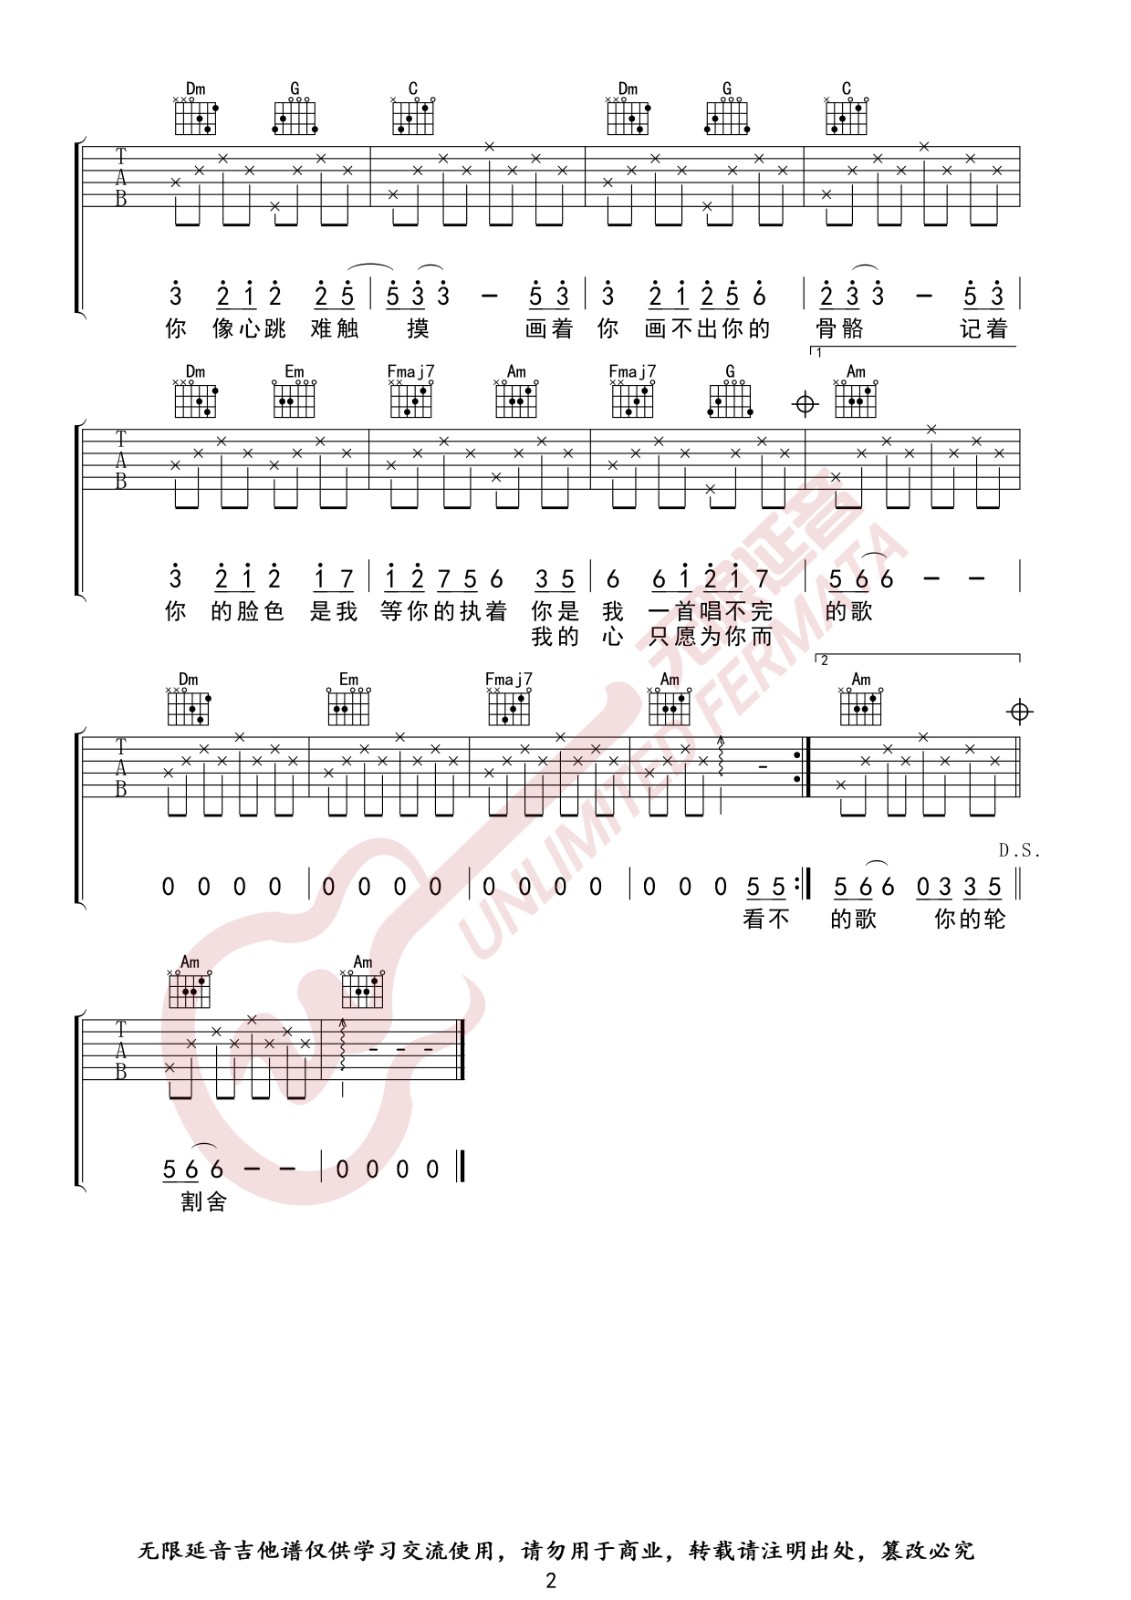 Dm G C Dm G C
T A B
3 2 1 2 2 5 | 5 3 3 – 5 3 | 3 2 1 2 5 6 | 2 3 3 – 5 3 |
你 像心跳 难触 摸 画着 你 画不出你的 骨骼 记着
1
Dm Em Fmaj7 Am Fmaj7 G Am
T A B
3 2 1 2 1 7 | 1 2 7 5 6 3 5 | 6 6 1 2 1 7 | 5 6 6 – – |
你 的脸色 是我 等你的执着 你是 我 一首唱不完 的歌
我的 心 只愿为你而
2
Dm Em Fmaj7 Am Am
T A B
D.S.
0 0 0 0 | 0 0 0 0 | 0 0 0 0 | 0 0 0 5 5 :| 5 6 6 0 3 3 5 ||
看不 的歌 你的轮
Am Am
T A B
5 6 6 – – | 0 0 0 0 ||
割舍
无限延音
UNLIMITED FERMATA
无限延音吉他谱仅供学习交流使用，请勿用于商业，转载请注明出处，篡改必究
2